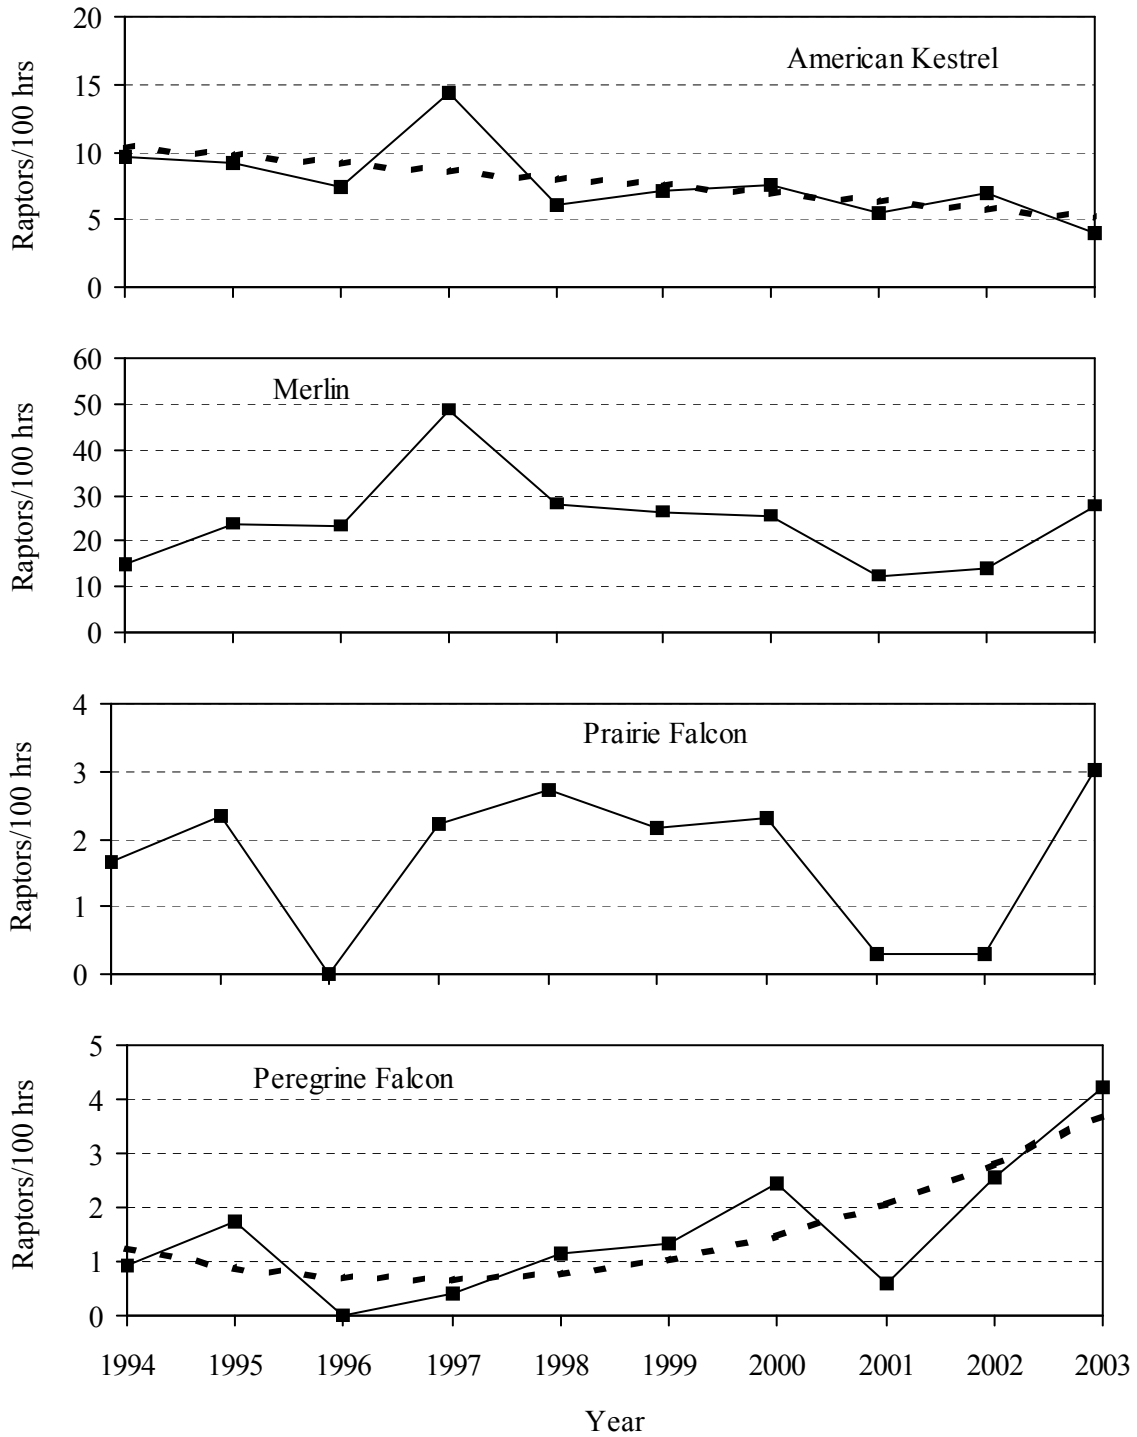 20
American Kestrel
15
10
5
0
Raptors/100 hrs
60
Merlin
50
40
30
20
10
0
Raptors/100 hrs
4
Prairie Falcon
3
2
1
0
Raptors/100 hrs
5
Peregrine Falcon
4
3
2
1
0
Raptors/100 hrs
1994 1995 1996 1997 1998 1999 2000 2001 2002 2003
Year